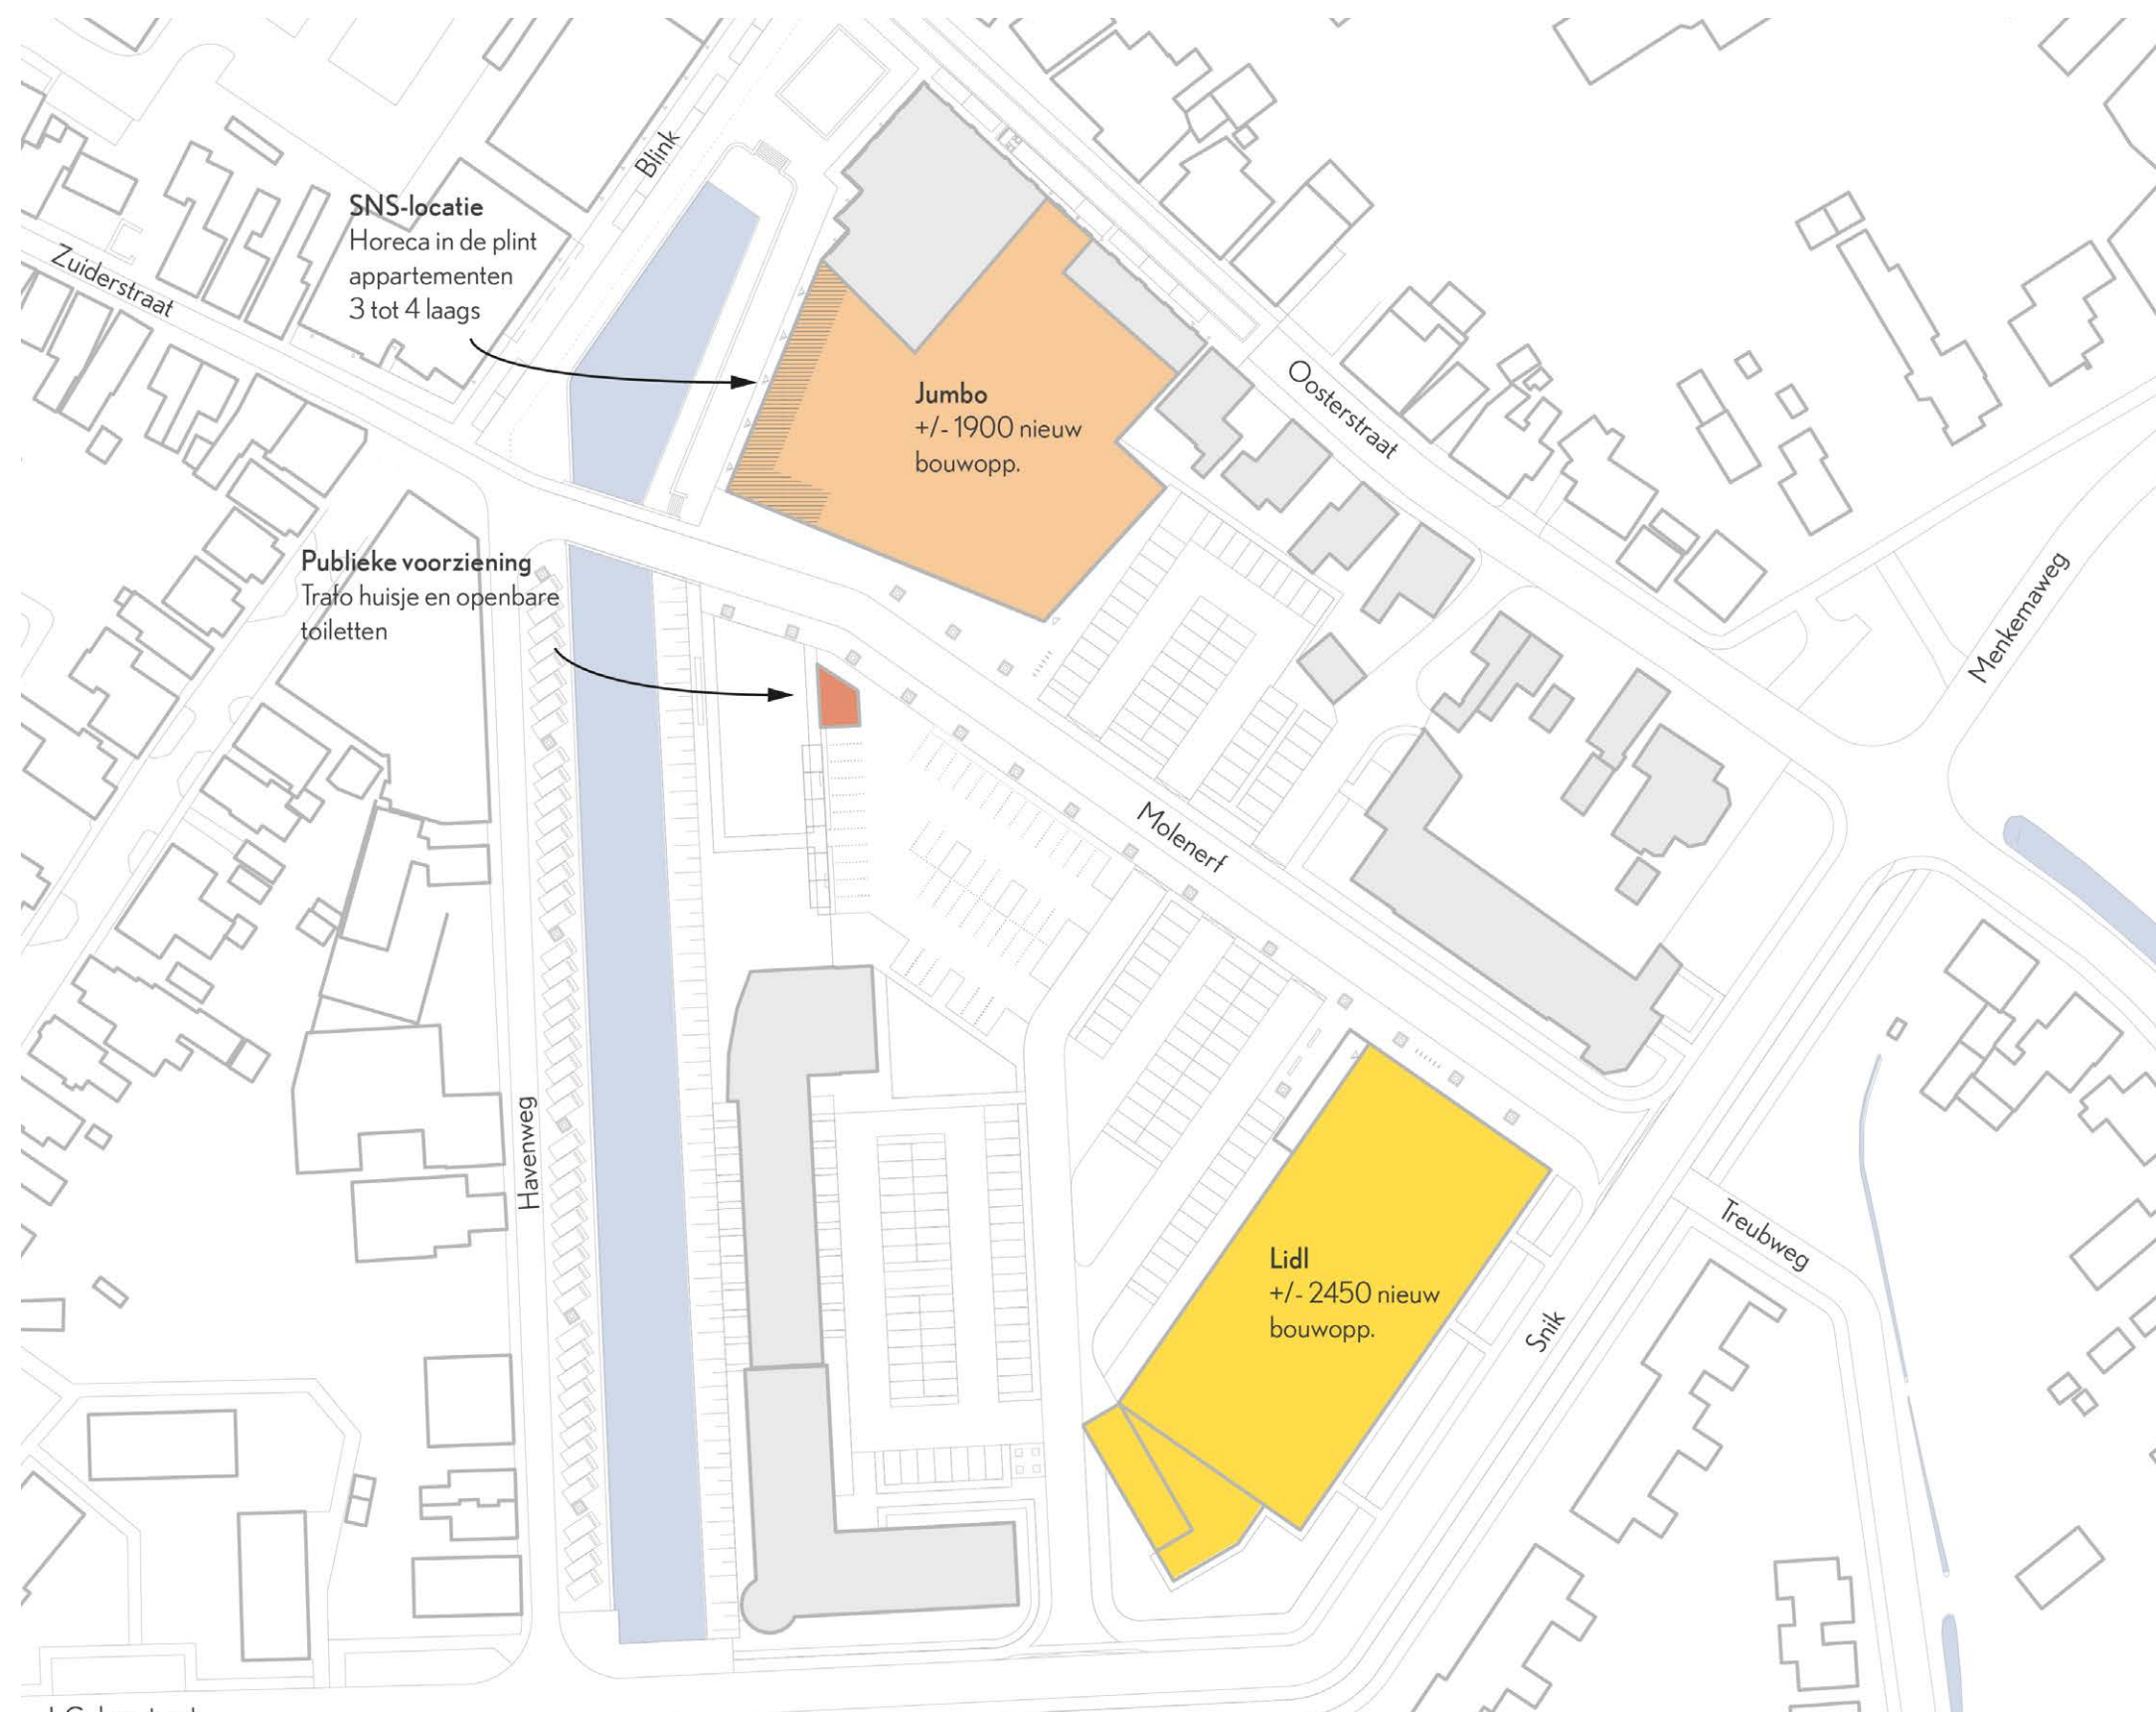 Blink
SNS-locatie
Horeca in de plint
appartementen
3 tot 4 laags
Zuiderstraat
Jumbo
+/- 1900 nieuw
bouwopp.
Oosterstraat
Publieke voorziening
Trafo huisje en openbare
toiletten
Menkemaweg
Molenerf
Havenweg
Treubweg
Lidl
+/- 2450 nieuw
bouwopp.
Snik